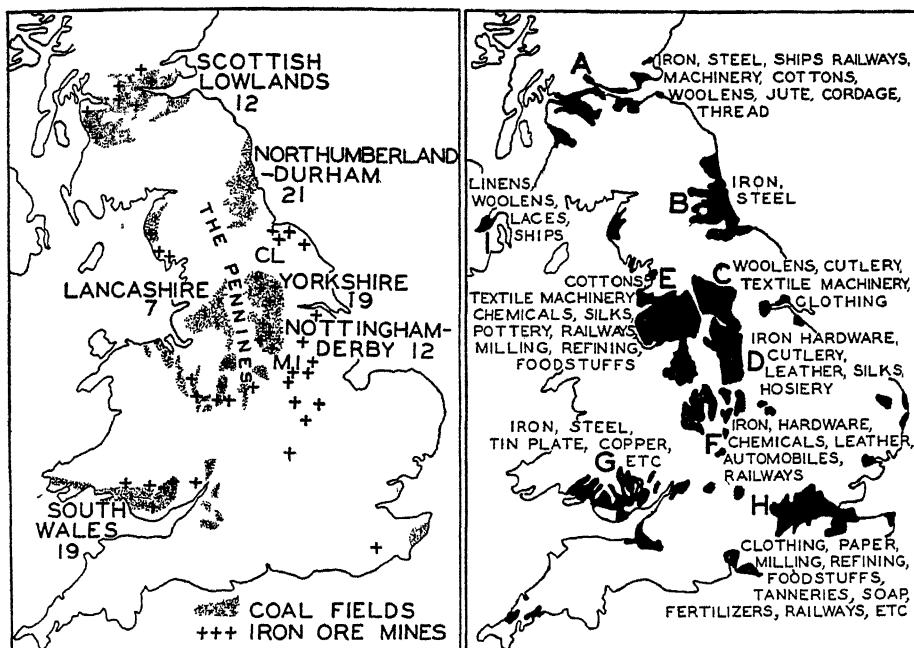 SCOTTISH
LOWLANDS
12
NORTHUMBERLAND
-DURHAM
21
THE PENNINES
CL
LANCASHIRE
7
YORKSHIRE
19
NOTTINGHAM-
DERBY 12
MI
SOUTH
WALES
19
COAL FIELDS
+++ IRON ORE MINES
A
IRON, STEEL, SHIPS RAILWAYS,
MACHINERY, COTTONS,
WOOLENS, JUTE, CORDAGE,
THREAD
LINENS,
WOOLENS,
LACES,
SHIPS
I
B
IRON,
STEEL
E
COTTONS
TEXTILE MACHINERY
CHEMICALS, SILKS,
POTTERY, RAILWAYS,
MILLING, REFINING,
FOODSTUFFS
C
WOOLENS, CUTLERY,
TEXTILE MACHINERY,
CLOTHING
D
IRON HARDWARE,
CUTLERY,
LEATHER, SILKS,
HOSIERY
F
IRON, HARDWARE,
CHEMICALS, LEATHER,
AUTOMOBILES,
RAILWAYS
IRON, STEEL,
TIN PLATE, COPPER,
ETC
G
H
CLOTHING, PAPER,
MILLING, REFINING,
FOODSTUFFS,
TANNERIES, SOAP,
FERTILIZERS, RAILWAYS, ETC